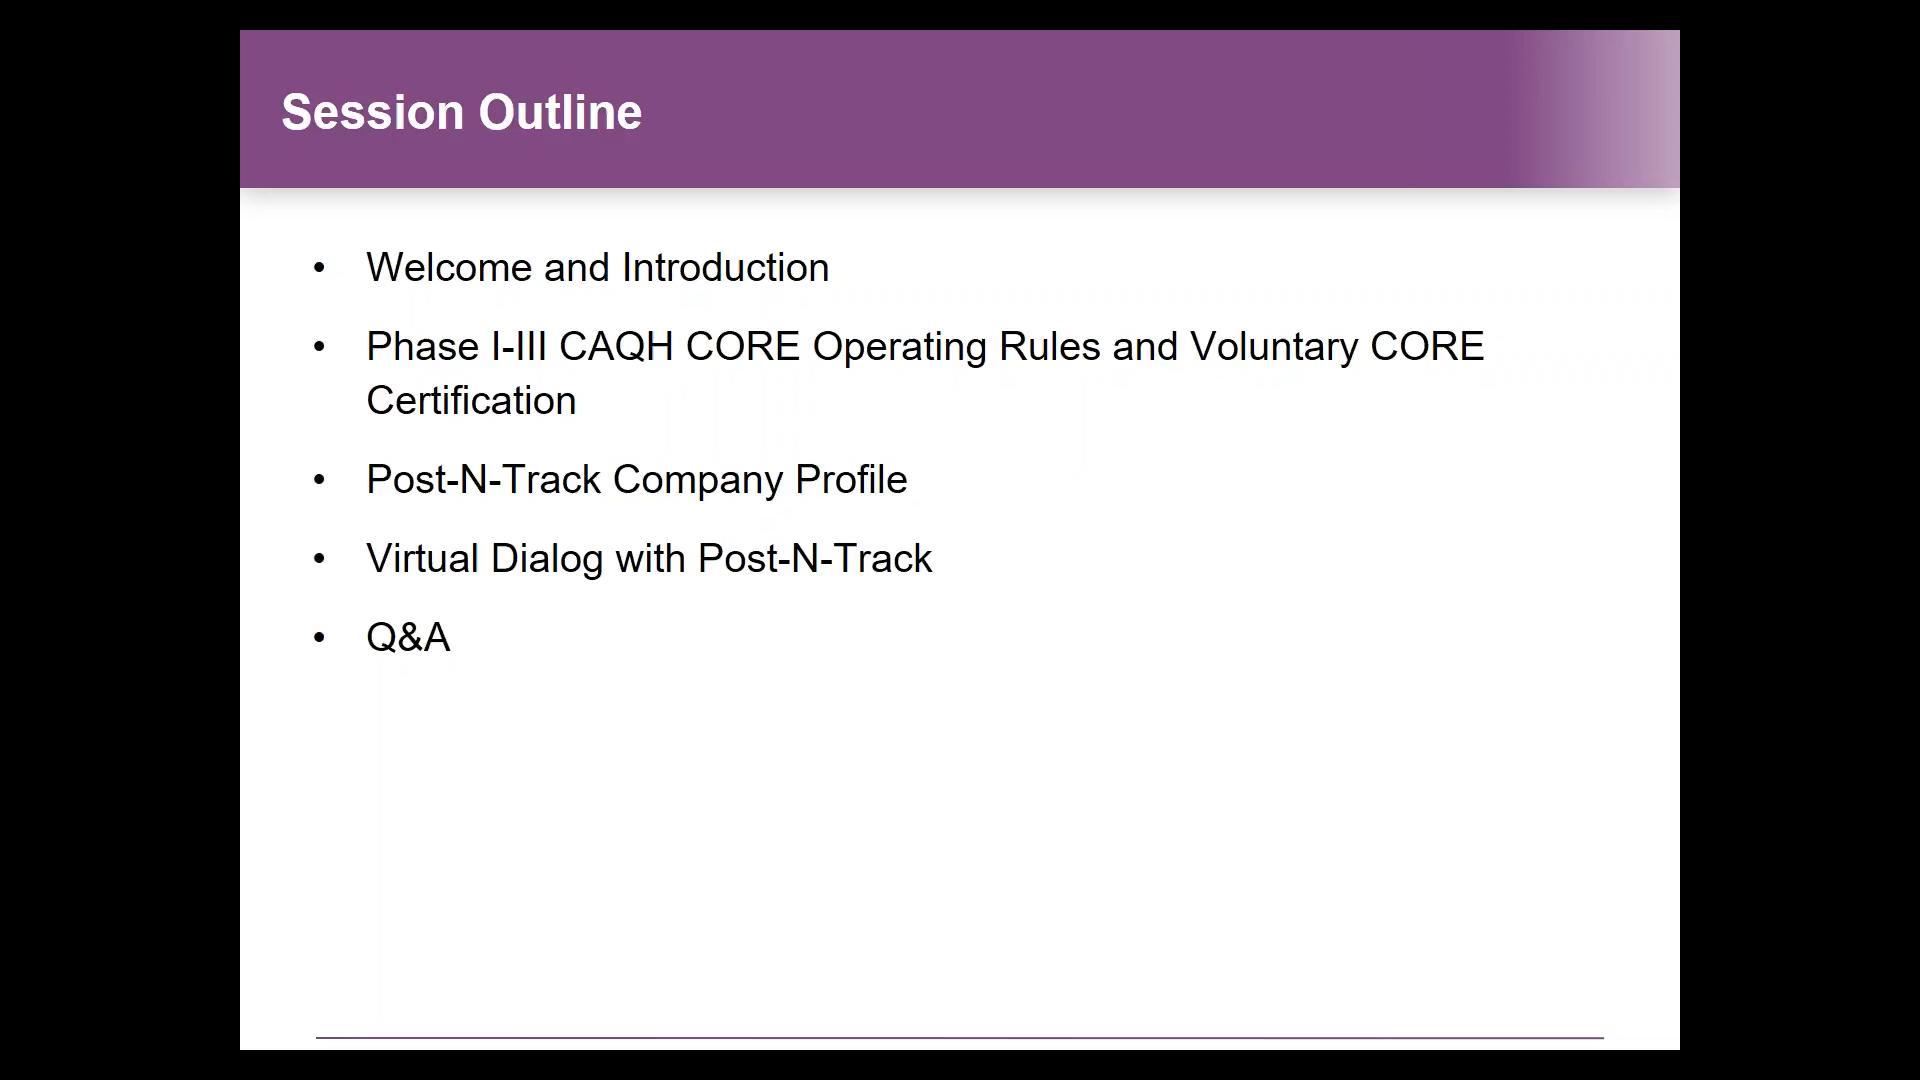 Session Outline
• Welcome and Introduction
• Phase I-III CAQH CORE Operating Rules and Voluntary CORE
Certification
• Post-N-Track Company Profile
• Virtual Dialog with Post-N-Track
• Q&A